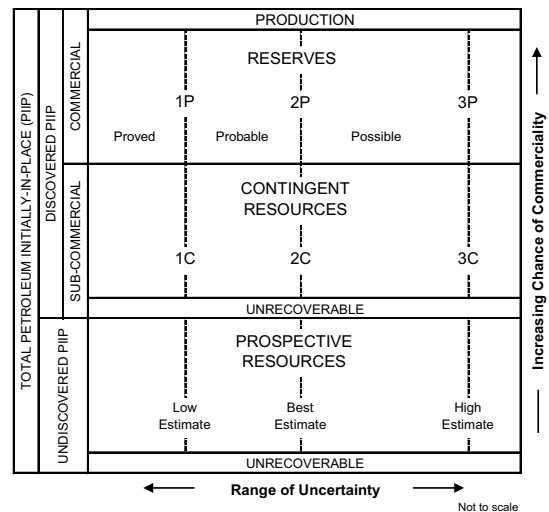 TOTAL PETROLEUM INITIALLY-IN-PLACE (PIIP)
DISCOVERED PIIP
UNDISCOVERED PIIP
COMMERCIAL
SUB-COMMERCIAL
PRODUCTION
RESERVES
1P 2P 3P
Proved Probable Possible
CONTINGENT
RESOURCES
1C 2C 3C
UNRECOVERABLE
PROSPECTIVE
RESOURCES
Low Best High
Estimate Estimate Estimate
UNRECOVERABLE
Increasing Chance of Commerciality
Range of Uncertainty
Not to scale